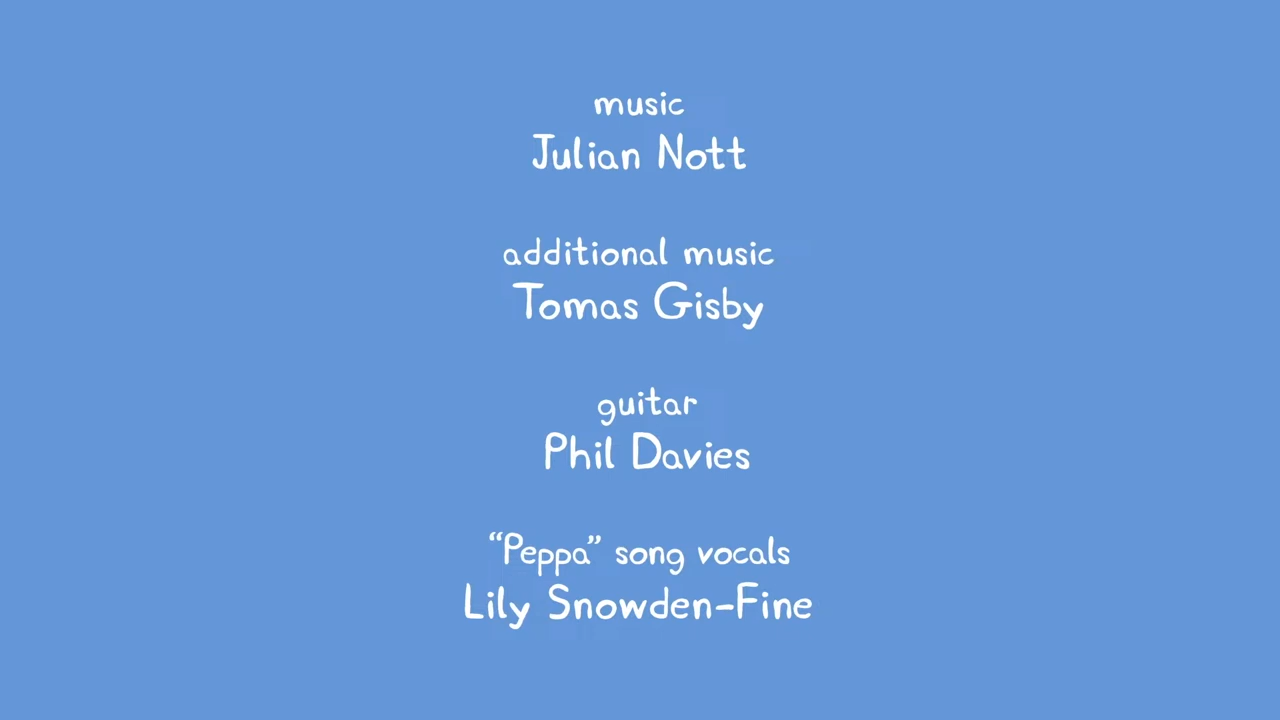 music
Julian Nott
additional music
Tomas Gisby
guitar
Phil Davies
“Peppa” song vocals
Lily Snowden-Fine